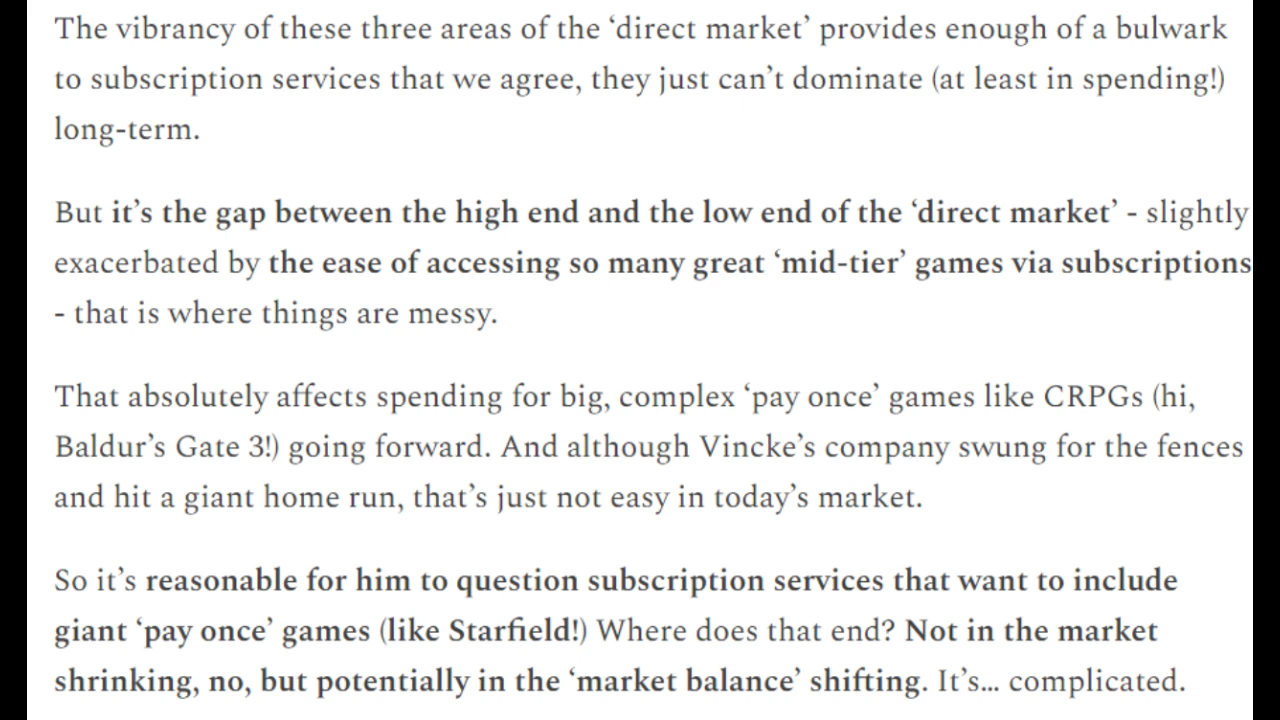 The vibrancy of these three areas of the ‘direct market’ provides enough of a bulwark
to subscription services that we agree, they just can’t dominate (at least in spending!)
long-term.
But it’s the gap between the high end and the low end of the ‘direct market’ - slightly
exacerbated by the ease of accessing so many great ‘mid-tier’ games via subscriptions
- that is where things are messy.
That absolutely affects spending for big, complex ‘pay once’ games like CRPGs (hi,
Baldur’s Gate 3!) going forward. And although Vincke’s company swung for the fences
and hit a giant home run, that’s just not easy in today’s market.
So it’s reasonable for him to question subscription services that want to include
giant ‘pay once’ games (like Starfield!) Where does that end? Not in the market
shrinking, no, but potentially in the ‘market balance’ shifting. It’s… complicated.